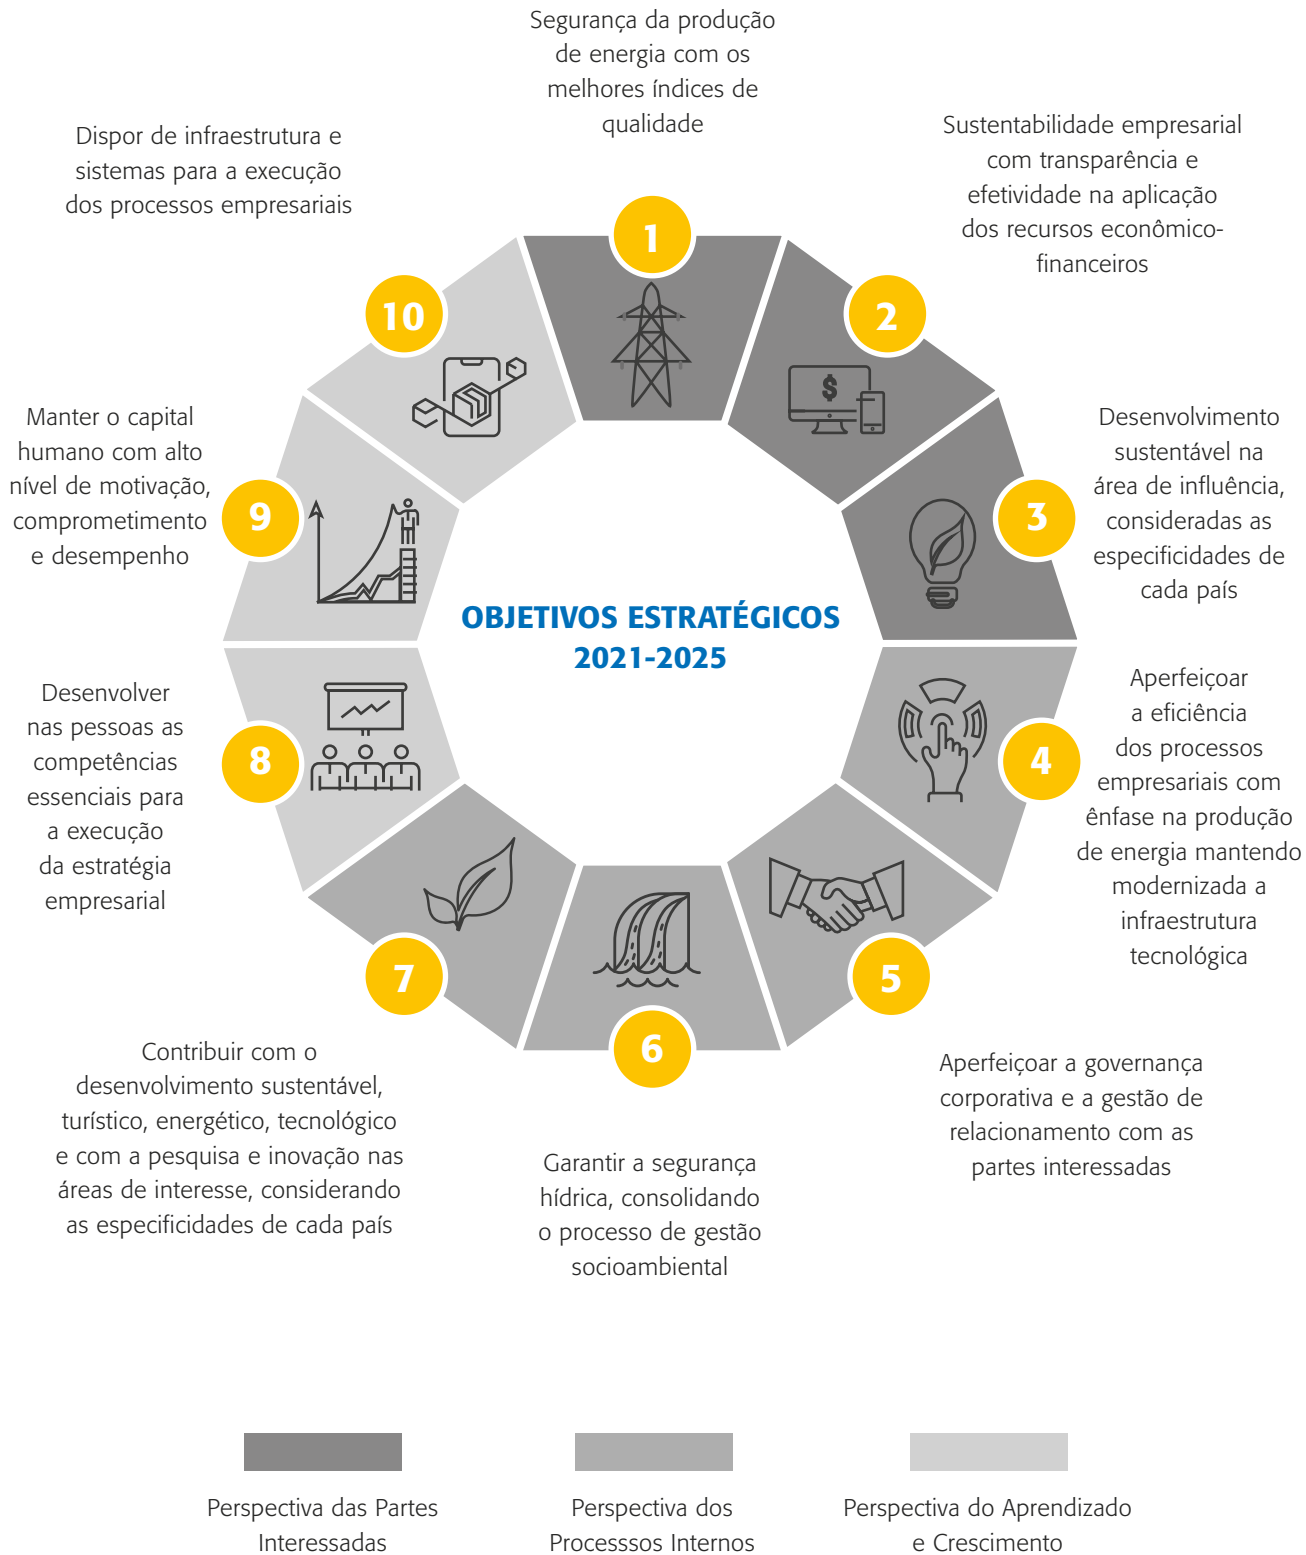 Segurança da produção
de energia com os
melhores índices de
qualidade
1
Sustentabilidade empresarial
com transparência e
efetividade na aplicação
dos recursos econômico-
financeiros
2
$
Desenvolvimento
sustentável na
área de influência,
consideradas as
especificidades de
cada país
3
Aperfeiçoar
a eficiência
dos processos
empresariais com
ênfase na produção
de energia mantendo
modernizada a
infraestrutura
tecnológica
4
Aperfeiçoar a governança
corporativa e a gestão de
relacionamento com as
partes interessadas
5
Garantir a segurança
hídrica, consolidando
o processo de gestão
socioambiental
6
Contribuir com o
desenvolvimento sustentável,
turístico, energético, tecnológico
e com a pesquisa e inovação nas
áreas de interesse, considerando
as especificidades de cada país
7
Desenvolver
nas pessoas as
competências
essenciais para
a execução
da estratégia
empresarial
8
Manter o capital
humano com alto
nível de motivação,
comprometimento
e desempenho
9
Dispor de infraestrutura e
sistemas para a execução
dos processos empresariais
10
OBJETIVOS ESTRATÉGICOS
2021-2025
Perspectiva das Partes
Interessadas
Perspectiva dos
Processsos Internos
Perspectiva do Aprendizado
e Crescimento